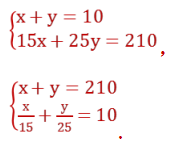 x + y = 10
15x + 25y = 210 ,
x + y = 210
x/15 + y/25 = 10 .